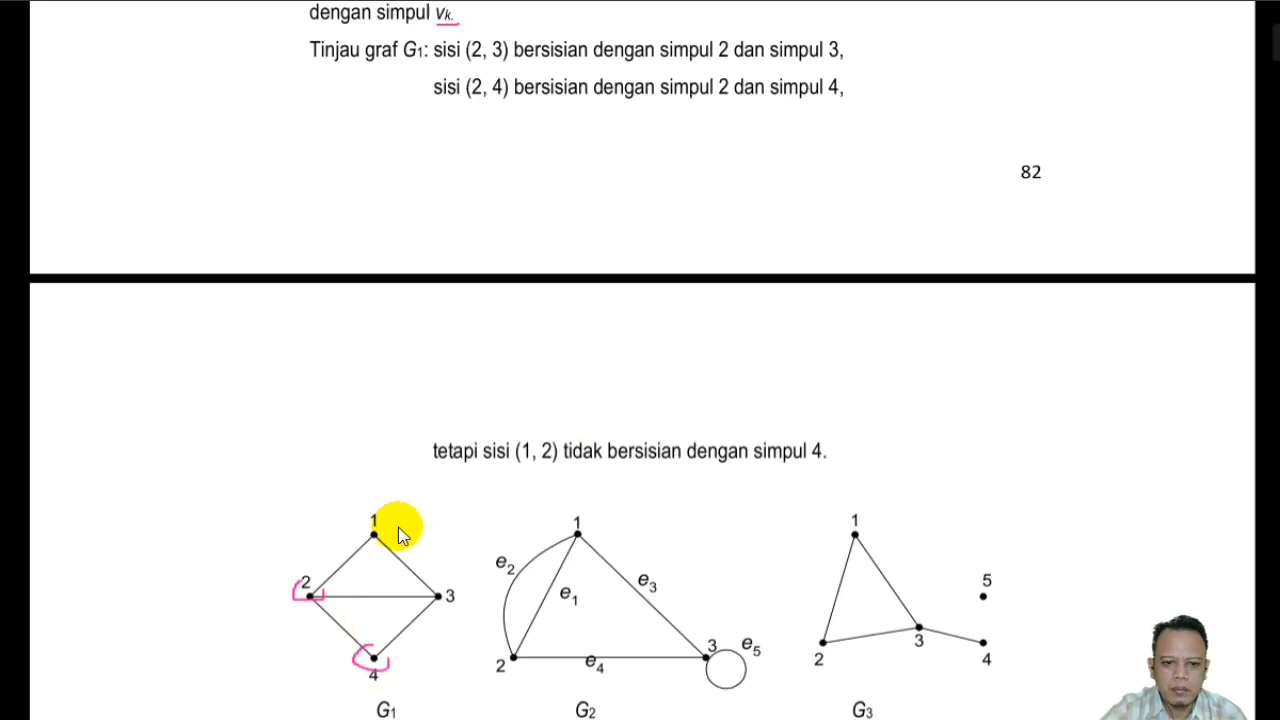 dengan simpul vk.
Tinjau graf G1: sisi (2, 3) bersisian dengan simpul 2 dan simpul 3,
sisi (2, 4) bersisian dengan simpul 2 dan simpul 4,
82
tetapi sisi (1, 2) tidak bersisian dengan simpul 4.
1
2
3
4
G1
1
e2
e1
e3
2
e4
3
e5
G2
1
5
2
3
4
G3